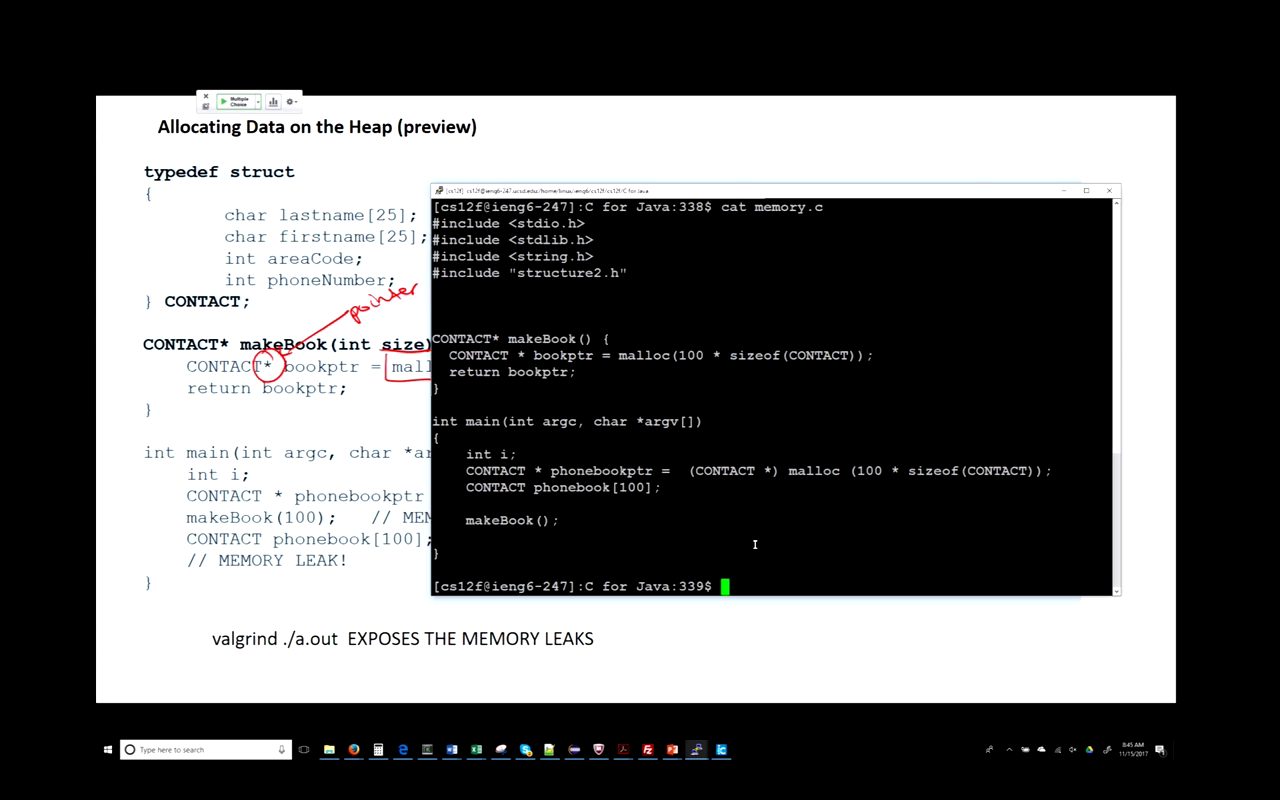 Multiple
Choice
Allocating Data on the Heap (preview)
typedef struct
{
char lastname[25];
char firstname[25];
int areaCode;
int phoneNumber;
} CONTACT;
pointer
CONTACT* makeBook(int size)
CONTACT* bookptr = mall
return bookptr;
}
int main(int argc, char *ar
int i;
CONTACT * phonebookptr
makeBook(100); // MEM
CONTACT phonebook[100];
// MEMORY LEAK!
}
valgrind ./a.out EXPOSES THE MEMORY LEAKS
[cs12f@ieng6-247]:C for Java:338$ cat memory.c
#include <stdio.h>
#include <stdlib.h>
#include <string.h>
#include "structure2.h"
CONTACT* makeBook() {
CONTACT * bookptr = malloc(100 * sizeof(CONTACT));
return bookptr;
}
int main(int argc, char *argv[])
{
int i;
CONTACT * phonebookptr = (CONTACT *) malloc (100 * sizeof(CONTACT));
CONTACT phonebook[100];
makeBook();
}
[cs12f@ieng6-247]:C for Java:339$
Type here to search
8:45 AM
11/15/2017